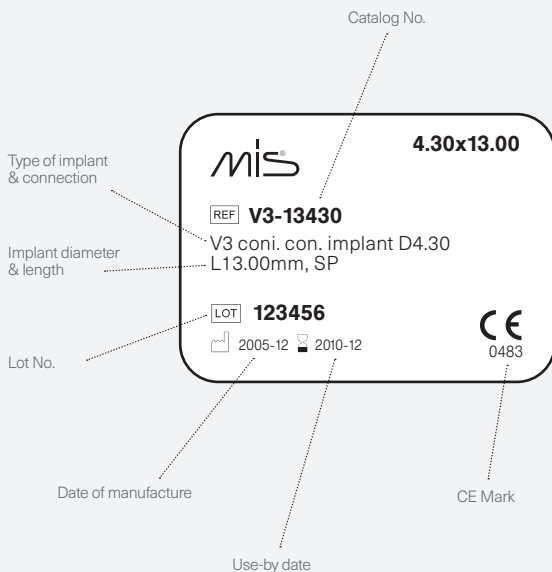 Catalog No.
4.30x13.00
MIS®
Type of implant
& connection
REF V3-13430
V3 coni. con. implant D4.30
Implant diameter
& length
L13.00mm, SP
LOT 123456
2005-12 2010-12
CE
0483
Lot No.
Date of manufacture
CE Mark
Use-by date